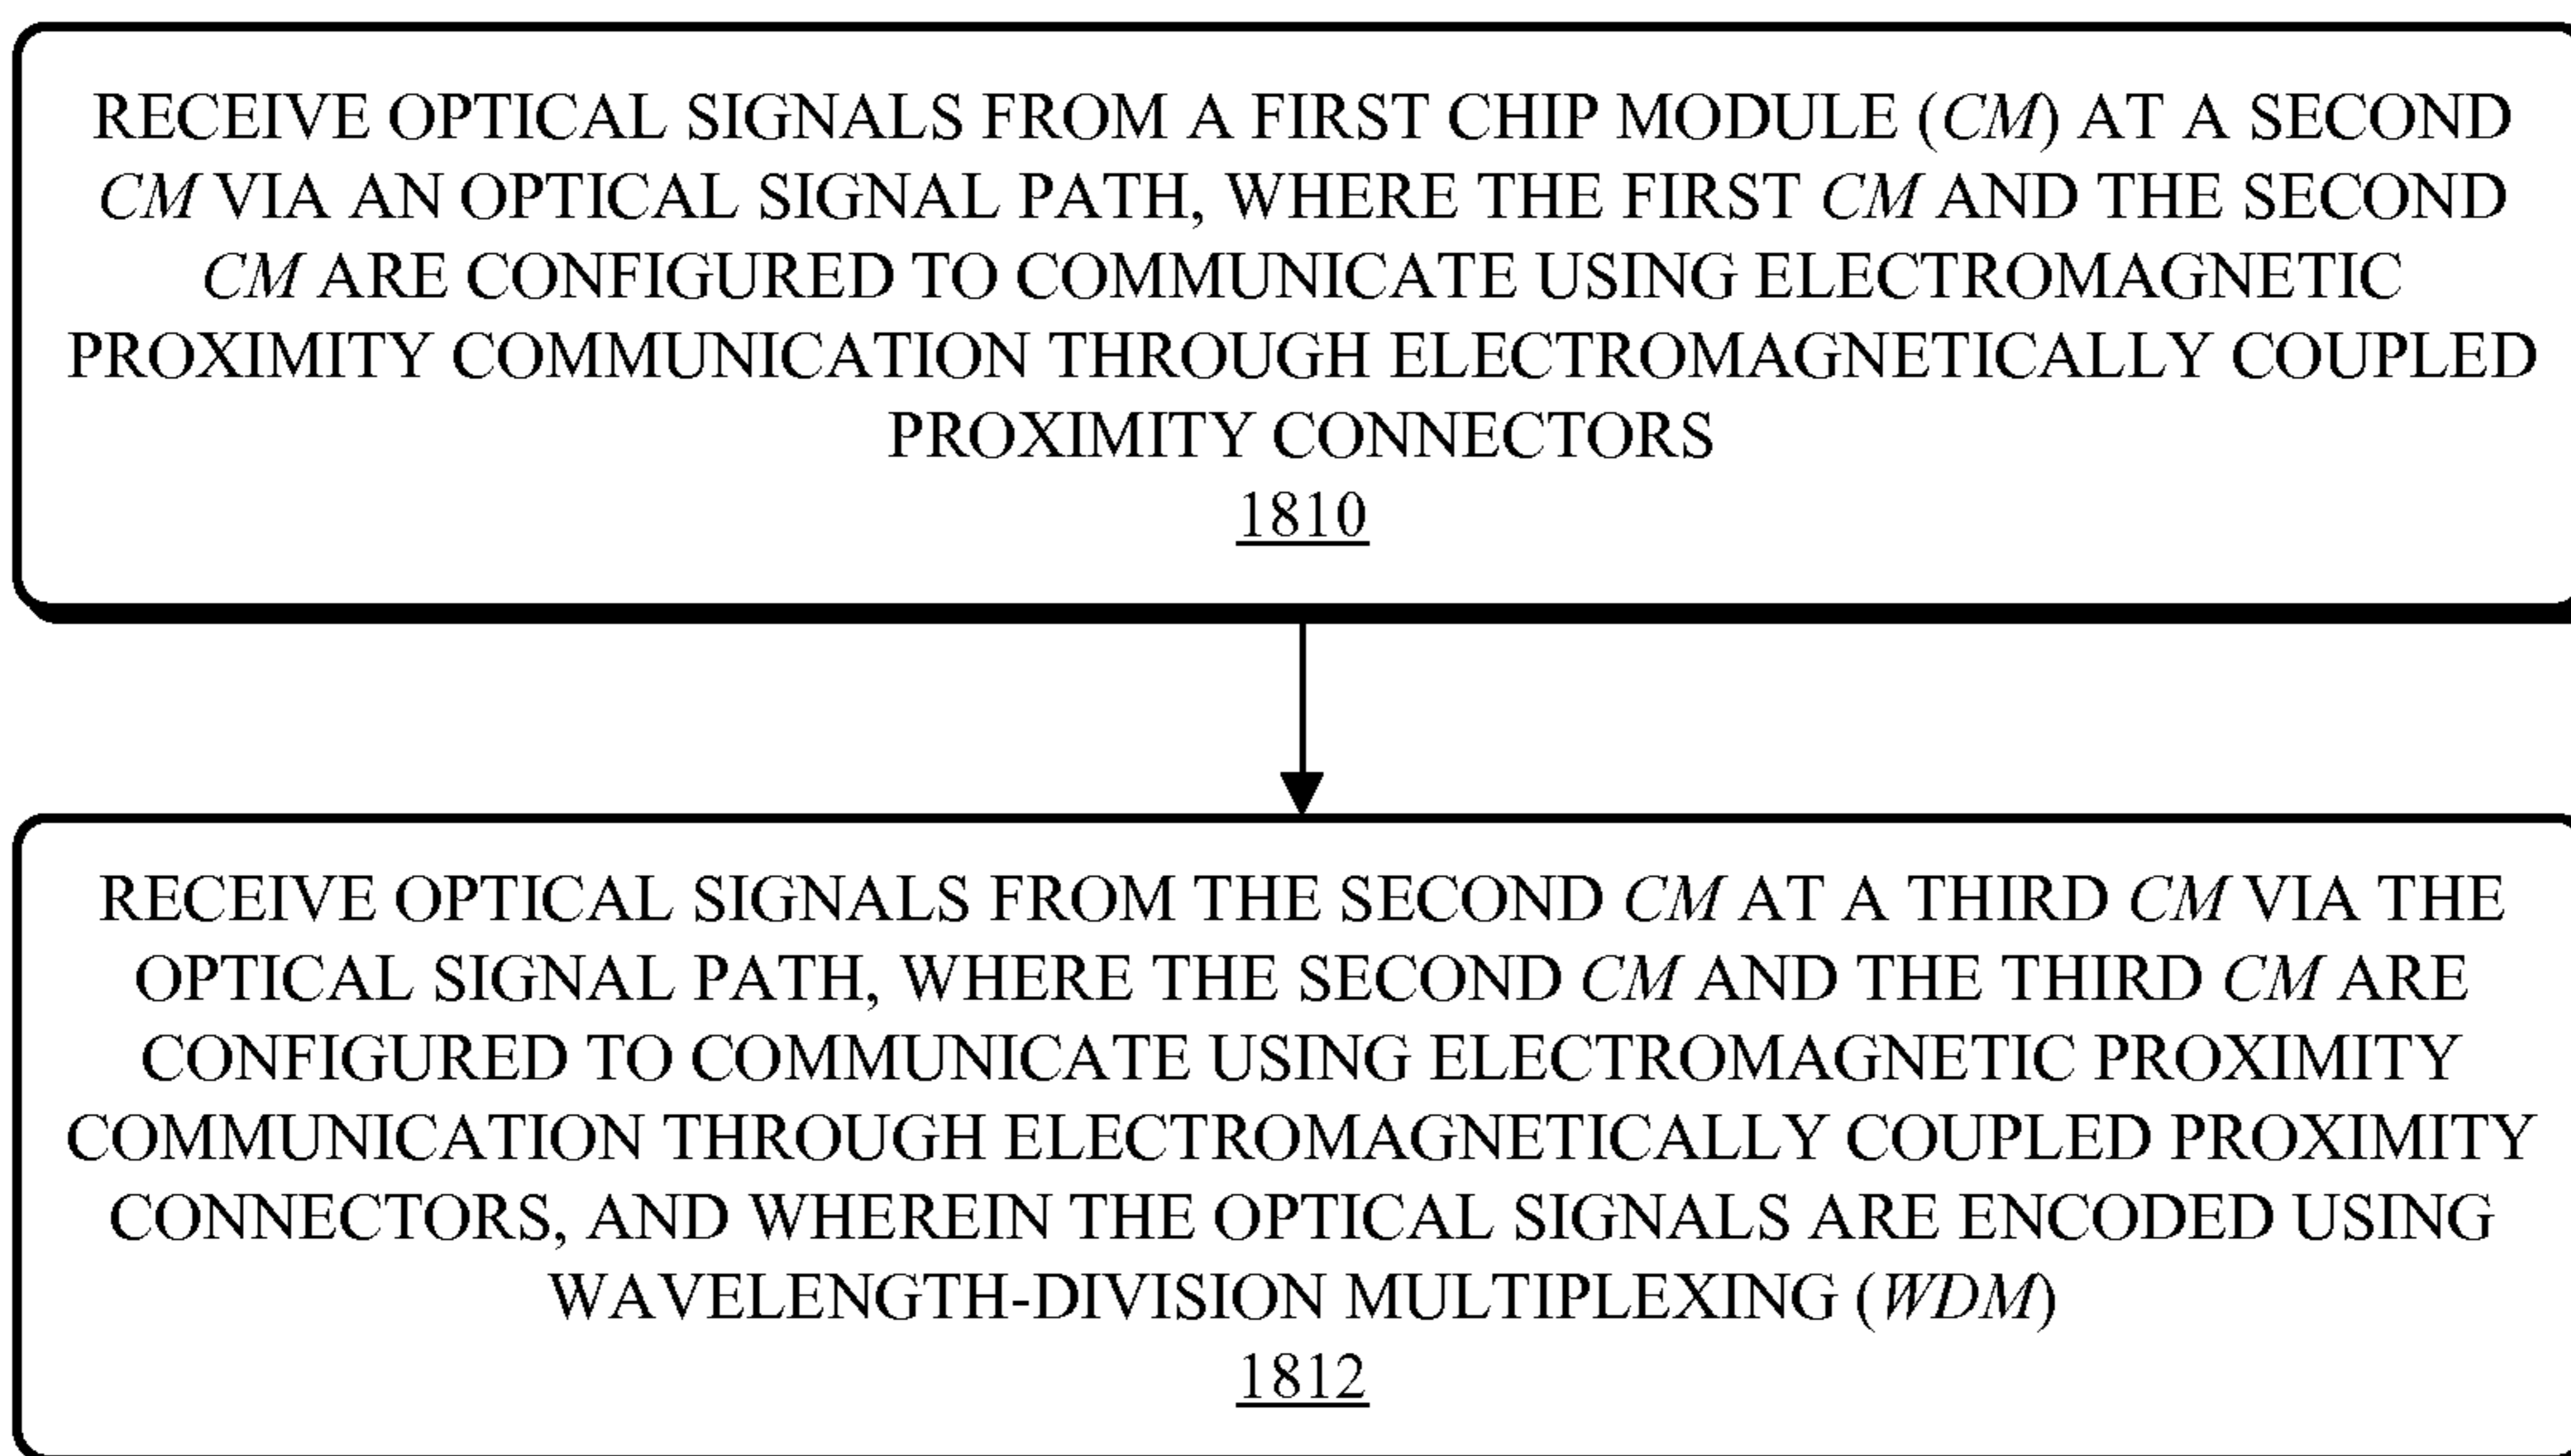 RECEIVE OPTICAL SIGNALS FROM A FIRST CHIP MODULE (CM) AT A SECOND
CM VIA AN OPTICAL SIGNAL PATH, WHERE THE FIRST CM AND THE SECOND
CM ARE CONFIGURED TO COMMUNICATE USING ELECTROMAGNETIC
PROXIMITY COMMUNICATION THROUGH ELECTROMAGNETICALLY COUPLED
PROXIMITY CONNECTORS
1810
RECEIVE OPTICAL SIGNALS FROM THE SECOND CM AT A THIRD CM VIA THE
OPTICAL SIGNAL PATH, WHERE THE SECOND CM AND THE THIRD CM ARE
CONFIGURED TO COMMUNICATE USING ELECTROMAGNETIC PROXIMITY
COMMUNICATION THROUGH ELECTROMAGNETICALLY COUPLED PROXIMITY
CONNECTORS, AND WHEREIN THE OPTICAL SIGNALS ARE ENCODED USING
WAVELENGTH-DIVISION MULTIPLEXING (WDM)
1812